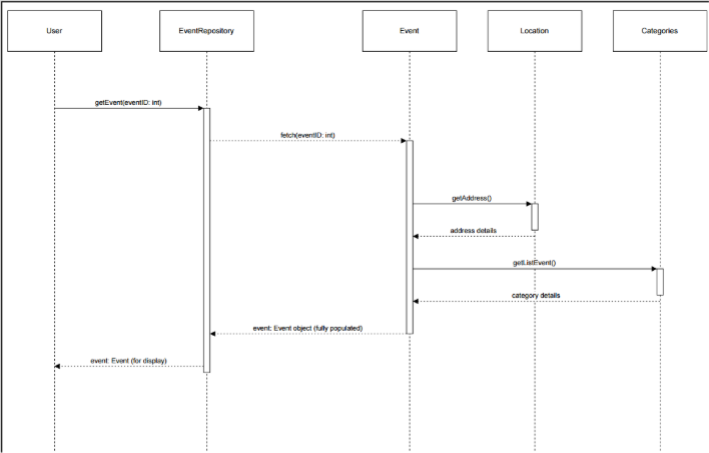 User
EventRepository
Event
Location
Categories
getEvent(eventID: int)
fetch(eventID: int)
getAddress()
address details
getListEvent()
category details
event: Event object (fully populated)
event: Event (for display)